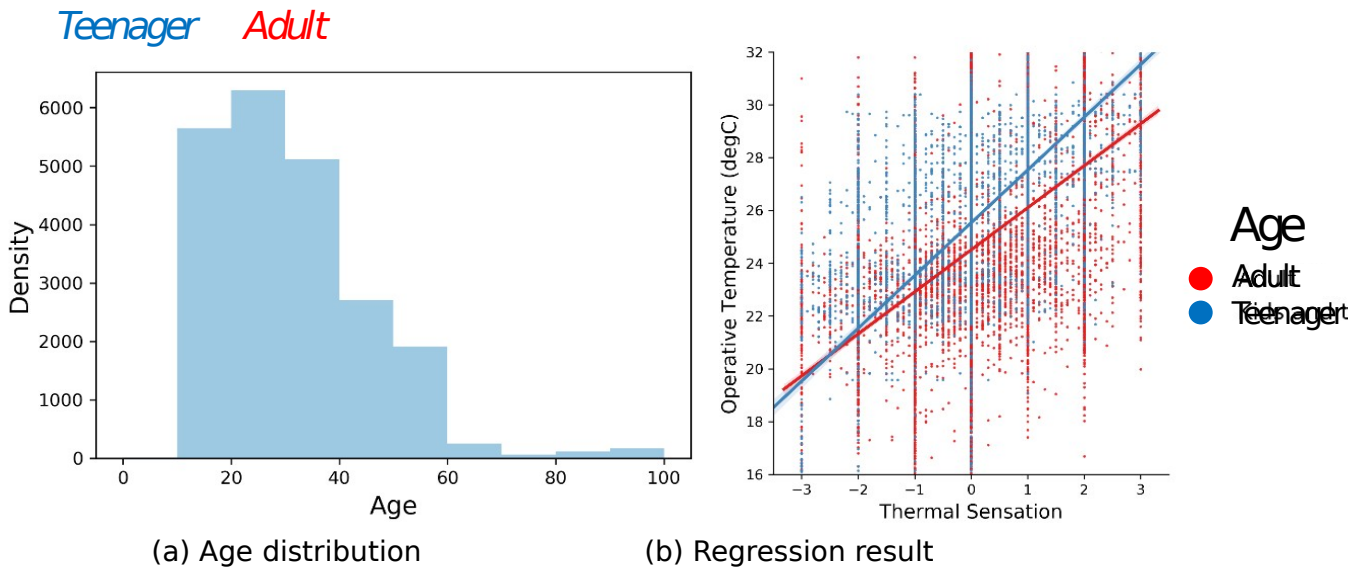 Teenager Adult
6000
5000
4000
3000
2000
1000
0
Density
0 20 40 60 80 100
Age
(a) Age distribution
32
30
28
26
24
22
20
18
16
Operative Temperature (degC)
−3 −2 −1 0 1 2 3
Thermal Sensation
(b) Regression result
Age
Adult
Teenager